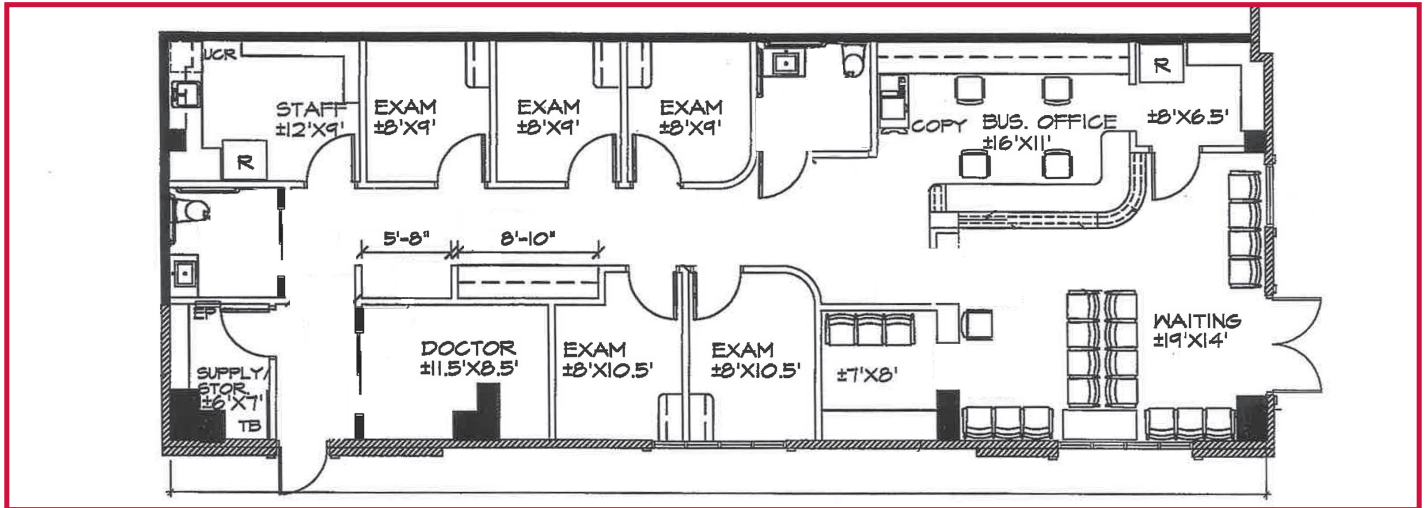 UCR
STAFF
±12'X9'
R
EXAM
±8'X9'
EXAM
±8'X9'
EXAM
±8'X9'
COPY
BUS. OFFICE
±16'X11'
R
±8'X6.5'
5'-8"
8'-10"
EP
SUPPLY/
STOR.
±6'X7'
TB
DOCTOR
±11.5'X8.5'
EXAM
±8'X10.5'
EXAM
±8'X10.5'
±7'X8'
WAITING
±19'X14'